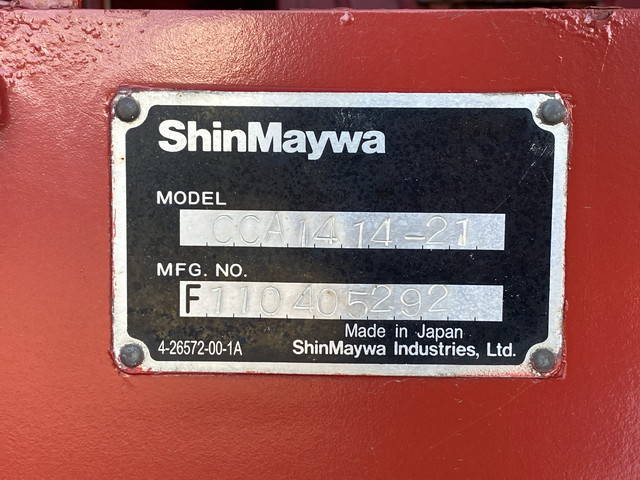 ShinMaywa
MODEL
CCA1414-21
MFG. NO.
F110405292
Made in Japan
4-26572-00-1A ShinMaywa Industries, Ltd.